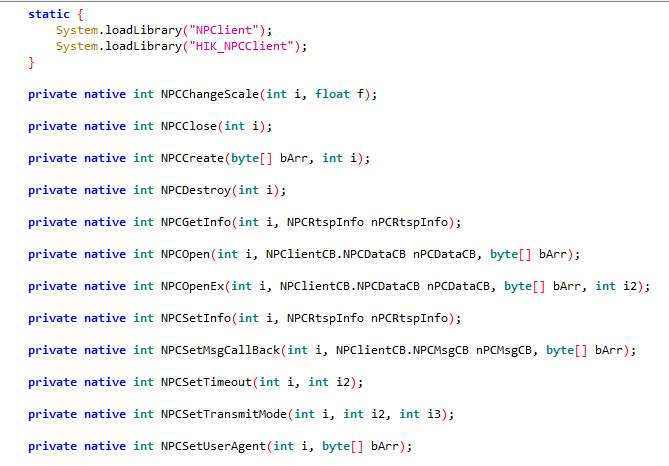 static {
System.loadLibrary("NPClient");
System.loadLibrary("HIK_NPCClient");
}
private native int NPCChangeScale(int i, float f);
private native int NPCClose(int i);
private native int NPCCreate(byte[] bArr, int i);
private native int NPCDestroy(int i);
private native int NPCGetInfo(int i, NPCRtspInfo nPCRtspInfo);
private native int NPCOpen(int i, NPClientCB.NPCDataCB nPCDataCB, byte[] bArr);
private native int NPCOpenEx(int i, NPClientCB.NPCDataCB nPCDataCB, byte[] bArr, int i2);
private native int NPCSetInfo(int i, NPCRtspInfo nPCRtspInfo);
private native int NPCSetMsgCallBack(int i, NPClientCB.NPCMsgCB nPCMsgCB, byte[] bArr);
private native int NPCSetTimeout(int i, int i2);
private native int NPCSetTransmitMode(int i, int i2, int i3);
private native int NPCSetUserAgent(int i, byte[] bArr);